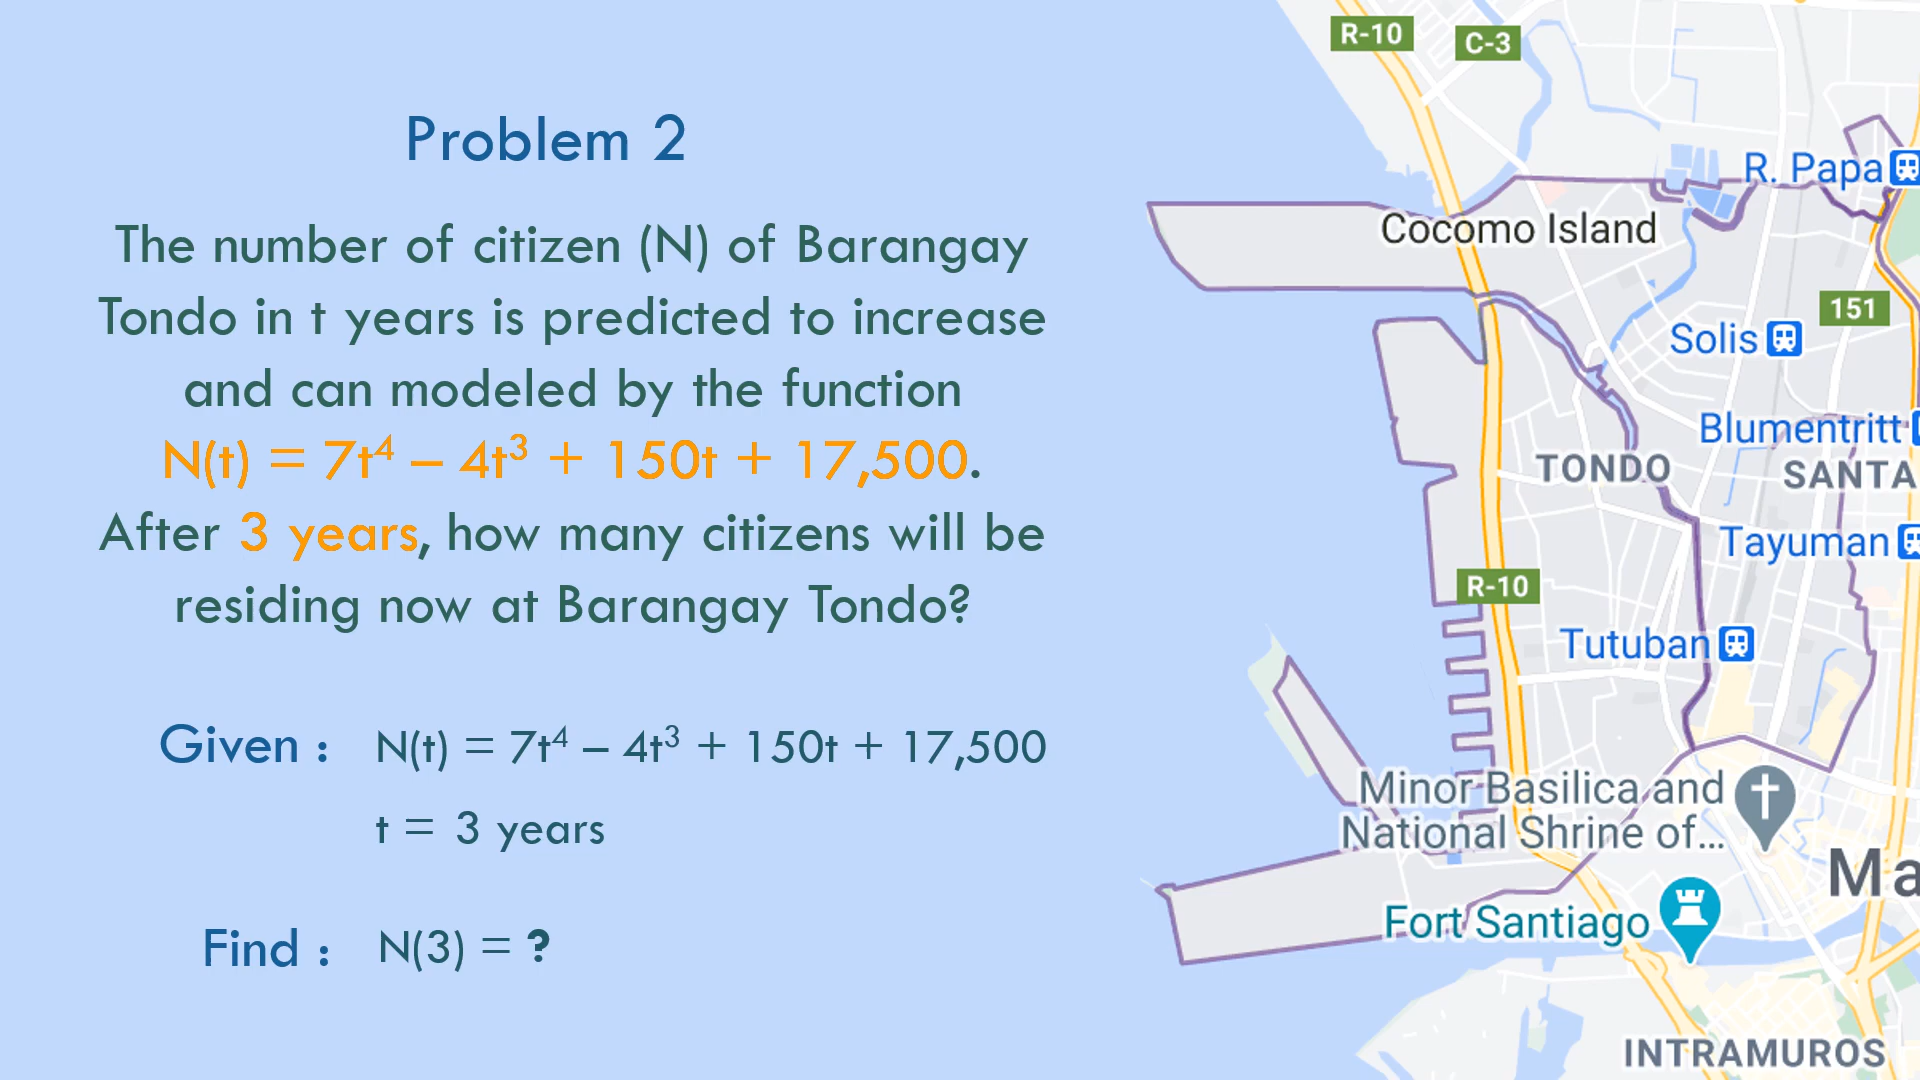 Problem 2
The number of citizen (N) of Barangay
Tondo in t years is predicted to increase
and can modeled by the function
N(t) = 7t⁴ – 4t³ + 150t + 17,500.
After 3 years, how many citizens will be
residing now at Barangay Tondo?
Given : N(t) = 7t⁴ – 4t³ + 150t + 17,500
t = 3 years
Find : N(3) = ?
R-10
C-3
R. Papa
Cocomo Island
151
Solis
Blumentritt
TONDO
SANTA
Tayuman
R-10
Tutuban
Minor Basilica and
National Shrine of...
Ma
Fort Santiago
INTRAMUROS